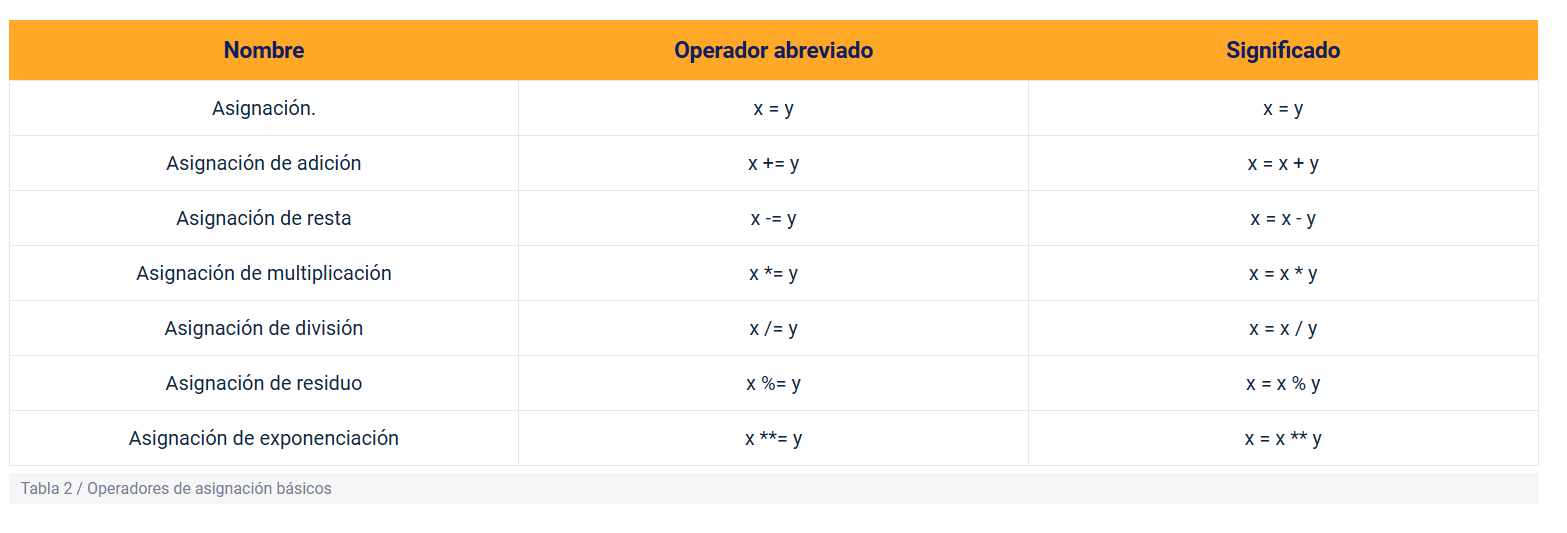 Nombre Operador abreviado Significado
Asignación. x = y x = y
Asignación de adición x += y x = x + y
Asignación de resta x -= y x = x - y
Asignación de multiplicación x *= y x = x * y
Asignación de división x /= y x = x / y
Asignación de residuo x %= y x = x % y
Asignación de exponenciación x **= y x = x ** y
Tabla 2 / Operadores de asignación básicos